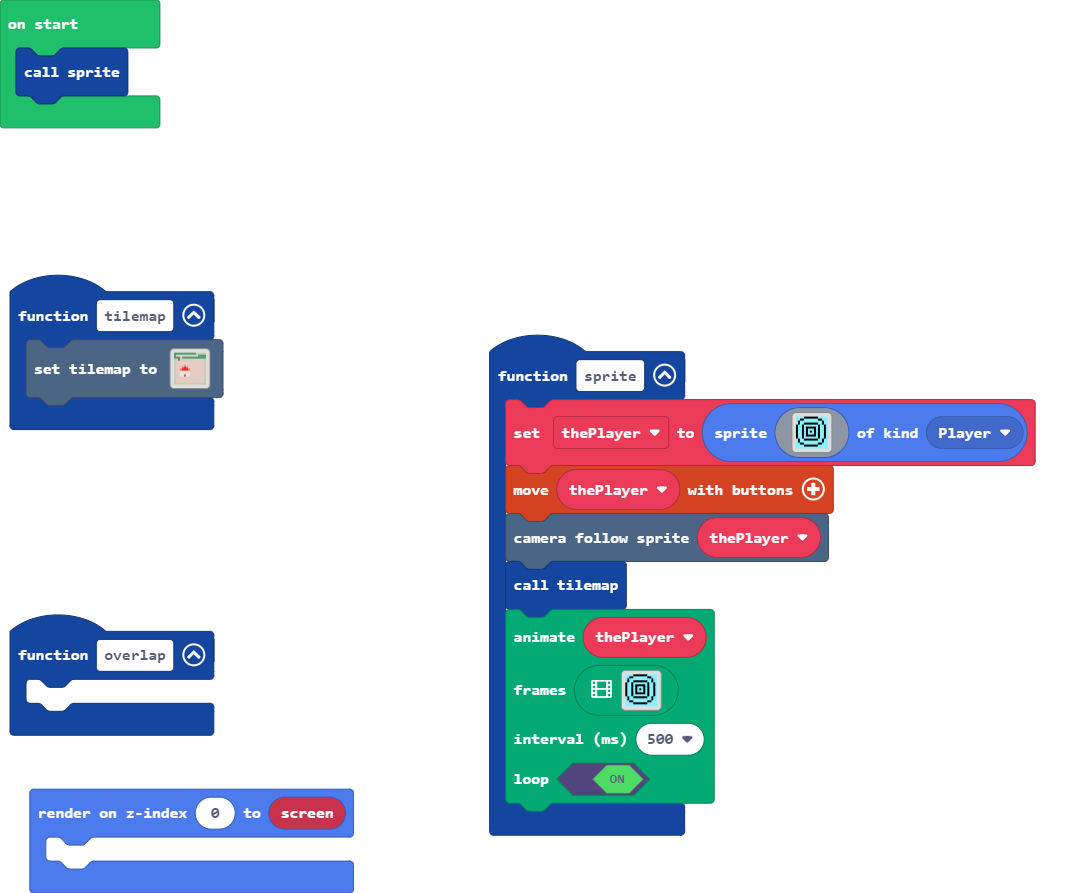 on start
call sprite
function tilemap
set tilemap to
function sprite
set thePlayer to sprite of kind Player
move thePlayer with buttons
camera follow sprite thePlayer
call tilemap
animate thePlayer
frames
interval (ms) 500
loop ON
function overlap
render on z-index 0 to screen